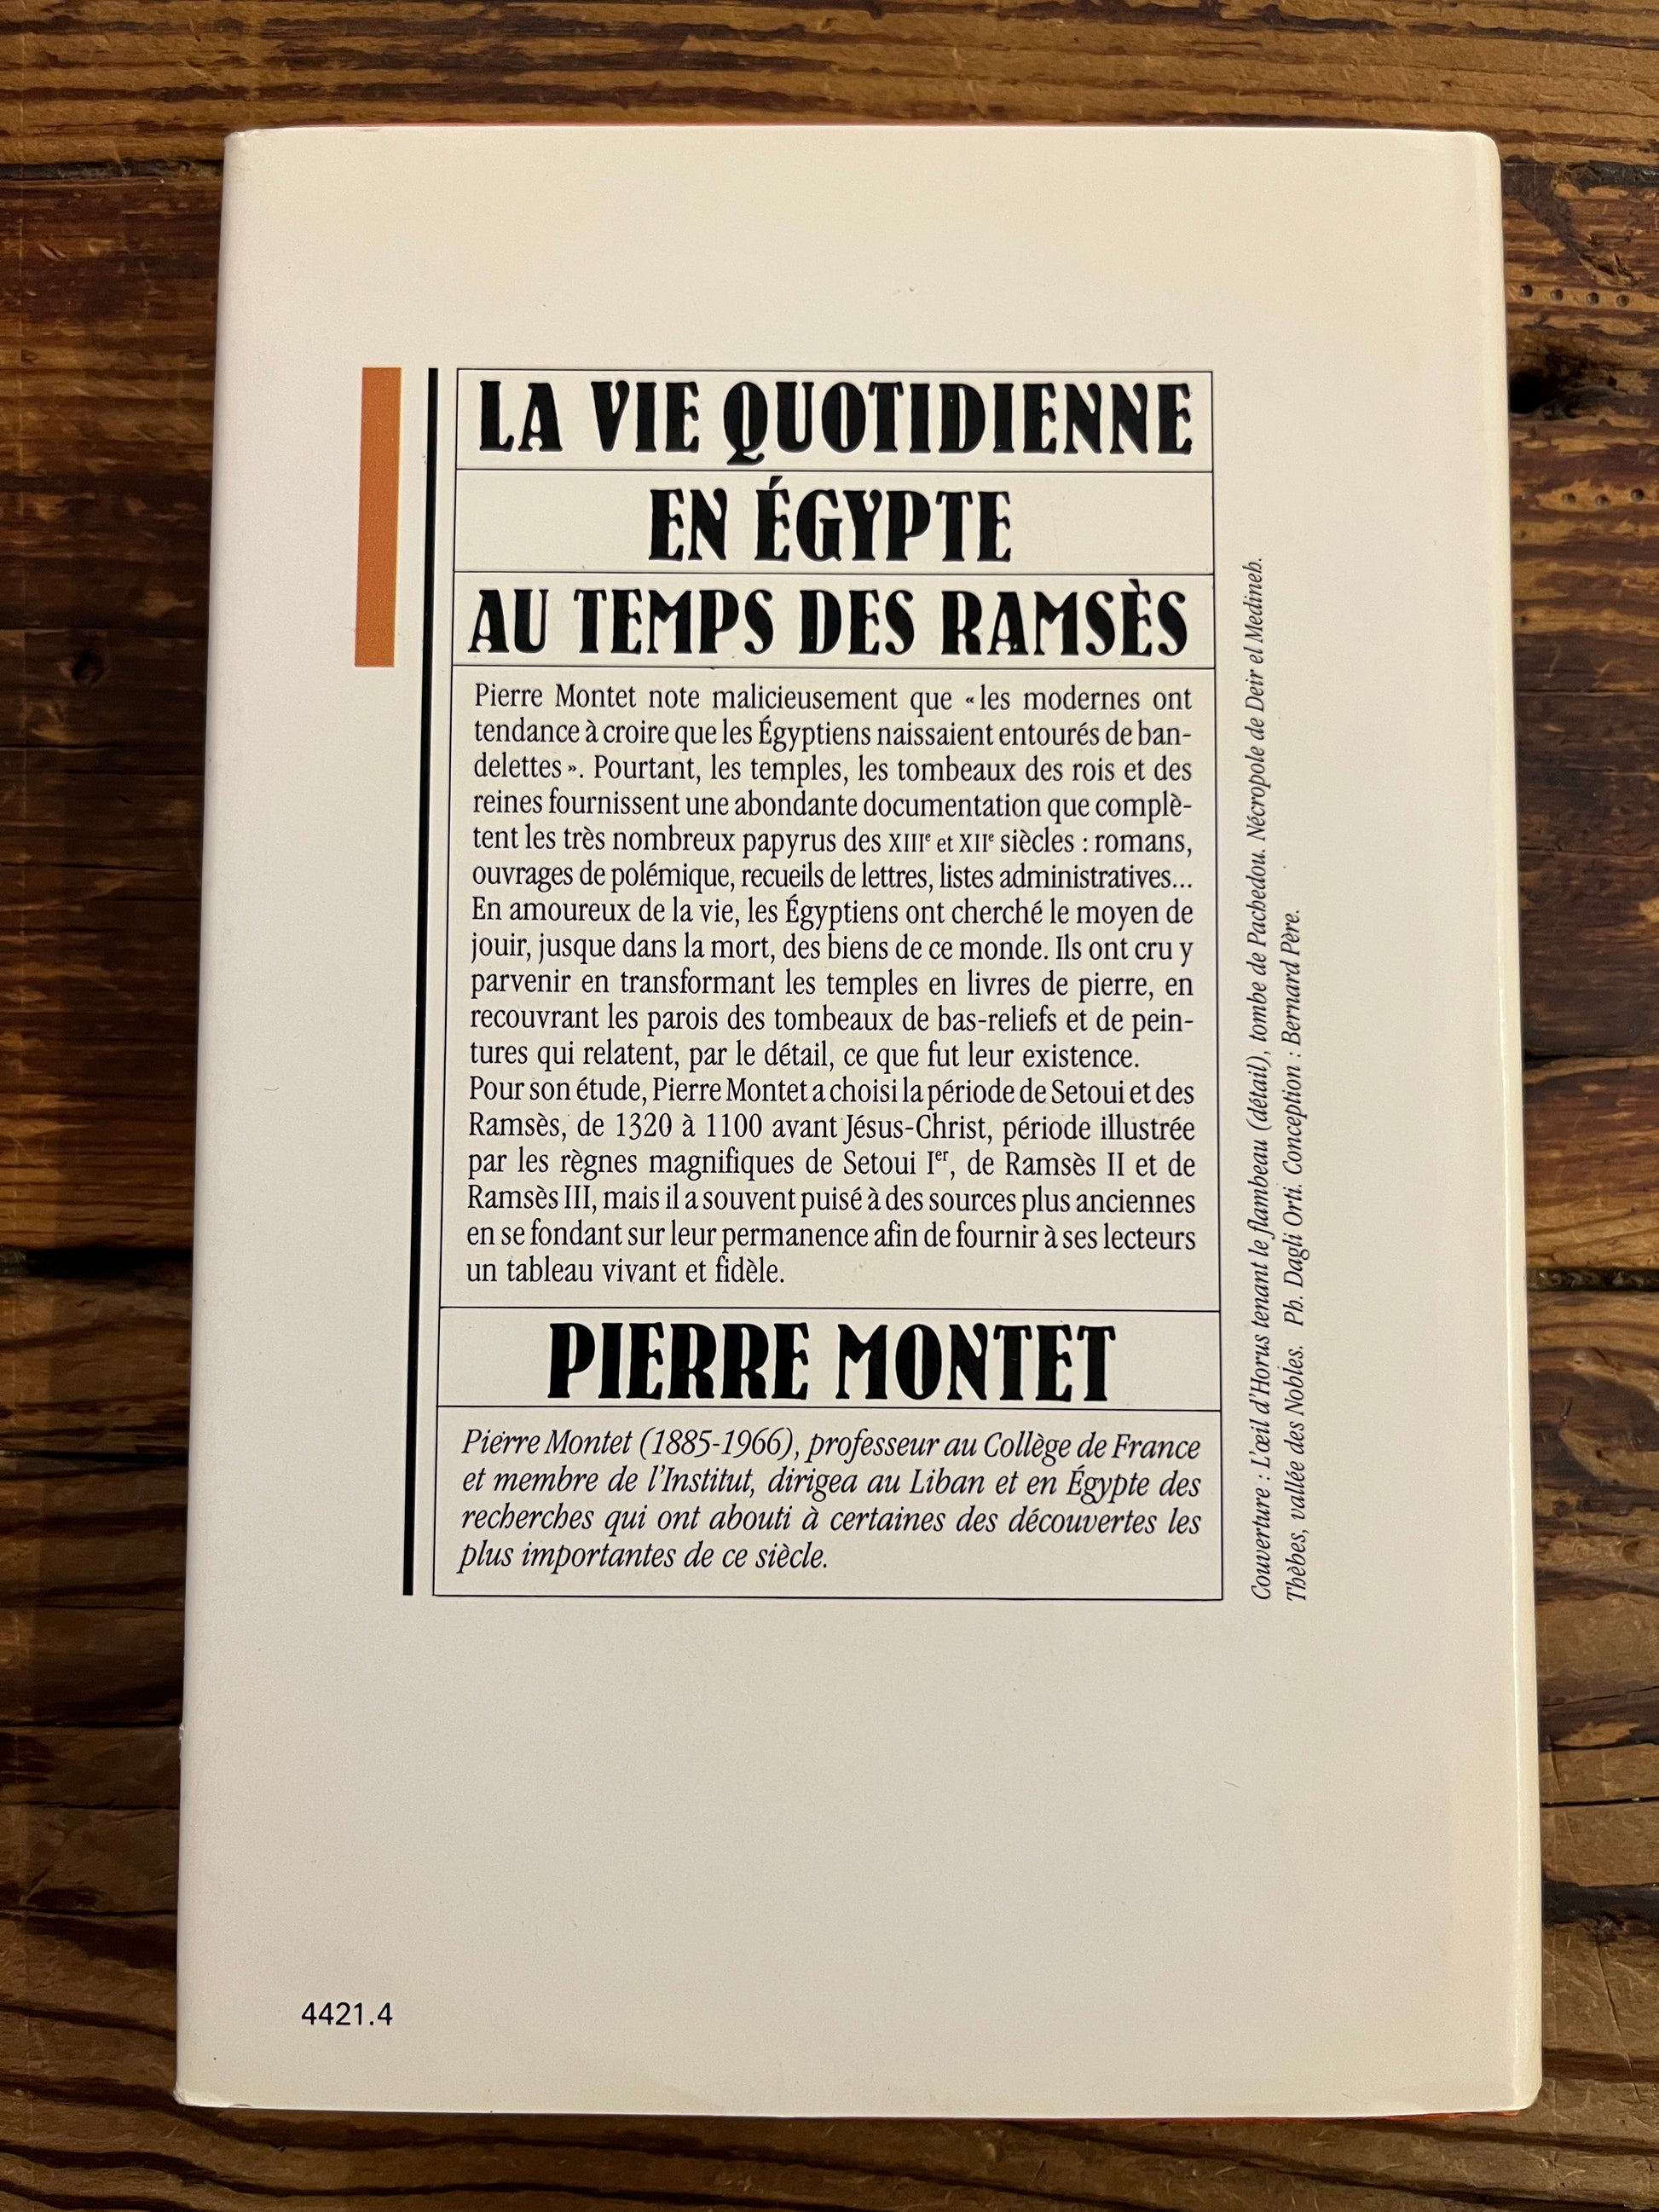 LA VIE QUOTIDIENNE
EN ÉGYPTE
AU TEMPS DES RAMSÈS
Pierre Montet note malicieusement que «les modernes ont
tendance à croire que les Égyptiens naissaient entourés de ban-
delettes». Pourtant, les temples, les tombeaux des rois et des
reines fournissent une abondante documentation que complè-
tent les très nombreux papyrus des XIIIe et XIIe siècles : romans,
ouvrages de polémique, recueils de lettres, listes administratives...
En amoureux de la vie, les Égyptiens ont cherché le moyen de
jouir, jusque dans la mort, des biens de ce monde. Ils ont cru y
parvenir en transformant les temples en livres de pierre, en
recouvrant les parois des tombeaux de bas-reliefs et de pein-
tures qui relatent, par le détail, ce que fut leur existence.
Pour son étude, Pierre Montet a choisi la période de Setoui et des
Ramsès, de 1320 à 1100 avant Jésus-Christ, période illustrée
par les règnes magnifiques de Setoui Ier, de Ramsès II et de
Ramsès III, mais il a souvent puisé à des sources plus anciennes
en se fondant sur leur permanence afin de fournir à ses lecteurs
un tableau vivant et fidèle.
PIERRE MONTET
Pierre Montet (1885-1966), professeur au Collège de France
et membre de l'Institut, dirigea au Liban et en Égypte des
recherches qui ont abouti à certaines des découvertes les
plus importantes de ce siècle.
Couverture : L'œil d'Horus tenant le flambeau (détail), tombe de Pachedou. Nécropole de Deir el Medineh.
Thèbes, vallée des Nobles. Ph. Dagli Orti. Conception : Bernard Père.
4421.4